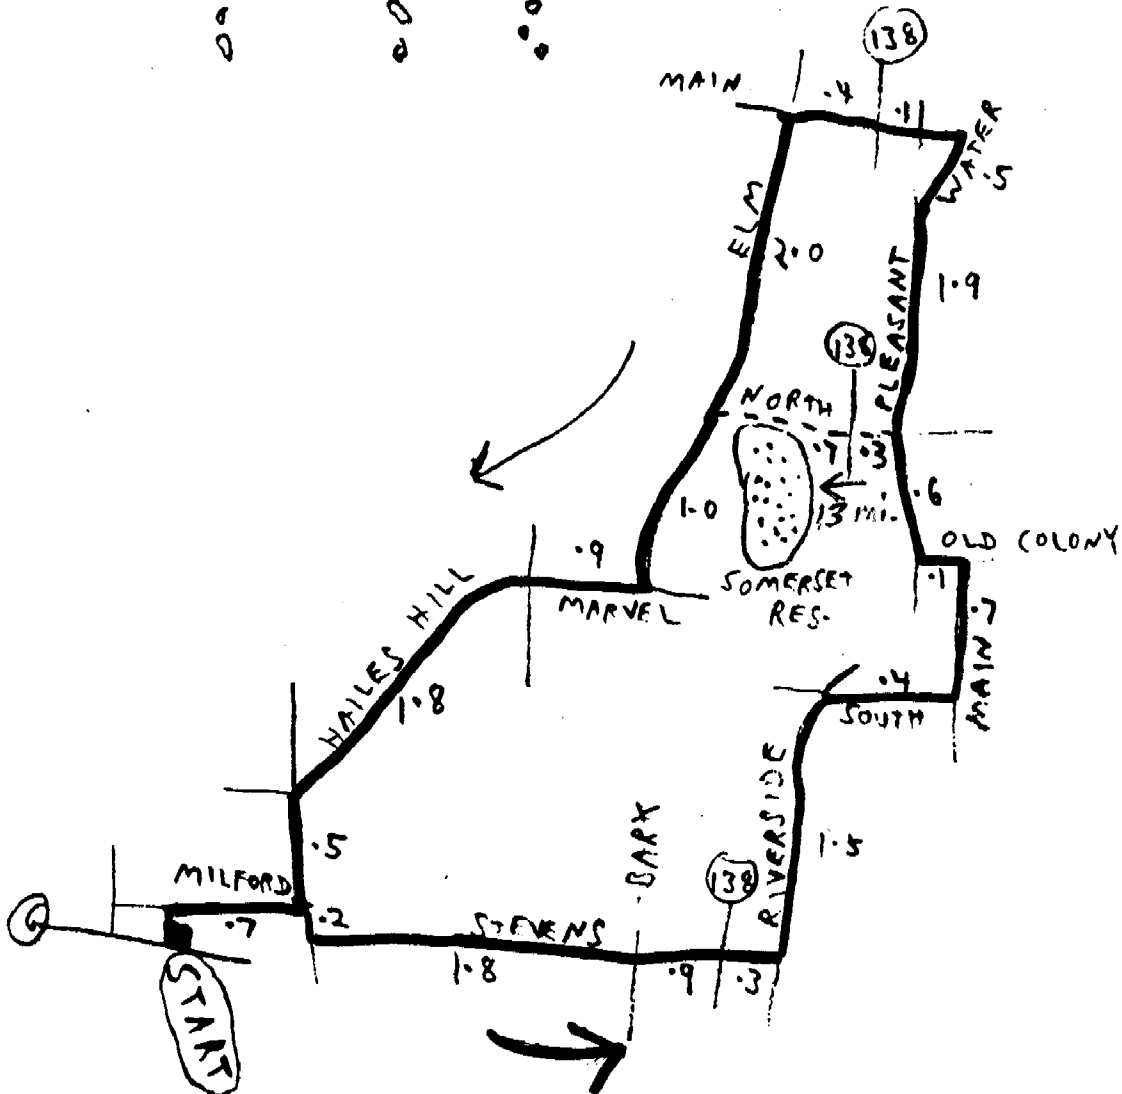 138
MAIN
.4
.1
WATER
.5
ELM
2.0
PLEASANT
1.9
138
NORTH
.7
.3
1.0
13 mi.
.6
OLD COLONY
.1
.9
MARVEL
SOMERSET
RES.
.7
MAIN
HAILES HILL
1.8
.4
SOUTH
RIVERSIDE
1.5
.5
BARK
138
MILFORD
.7
.2
STEVENS
1.8
.9
.3
START